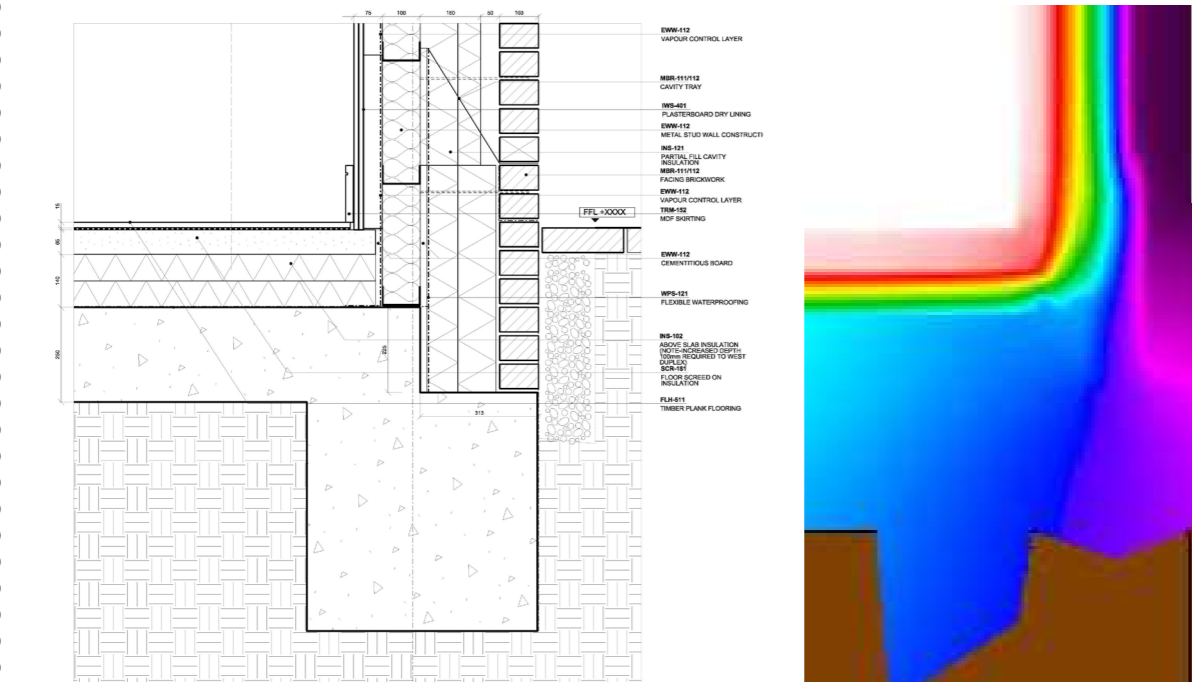 75 100 180 50 103
EWW-112
VAPOUR CONTROL LAYER
MBR-111/112
CAVITY TRAY
IWS-401
PLASTERBOARD DRY LINING
EWW-112
METAL STUD WALL CONSTRUCTI
INS-121
PARTIAL FILL CAVITY
INSULATION
MBR-111/112
FACING BRICKWORK
EWW-112
VAPOUR CONTROL LAYER
TRM-152
MDF SKIRTING
FFL +XXXX
15
65
EWW-112
CEMENTITIOUS BOARD
140
WPS-121
FLEXIBLE WATERPROOFING
INS-102
ABOVE SLAB INSULATION
(NOTE-INCREASED DEPTH
100mm REQUIRED TO WEST
DUPLEX)
225
SCR-181
FLOOR SCREED ON
INSULATION
FLH-511
TIMBER PLANK FLOORING
313